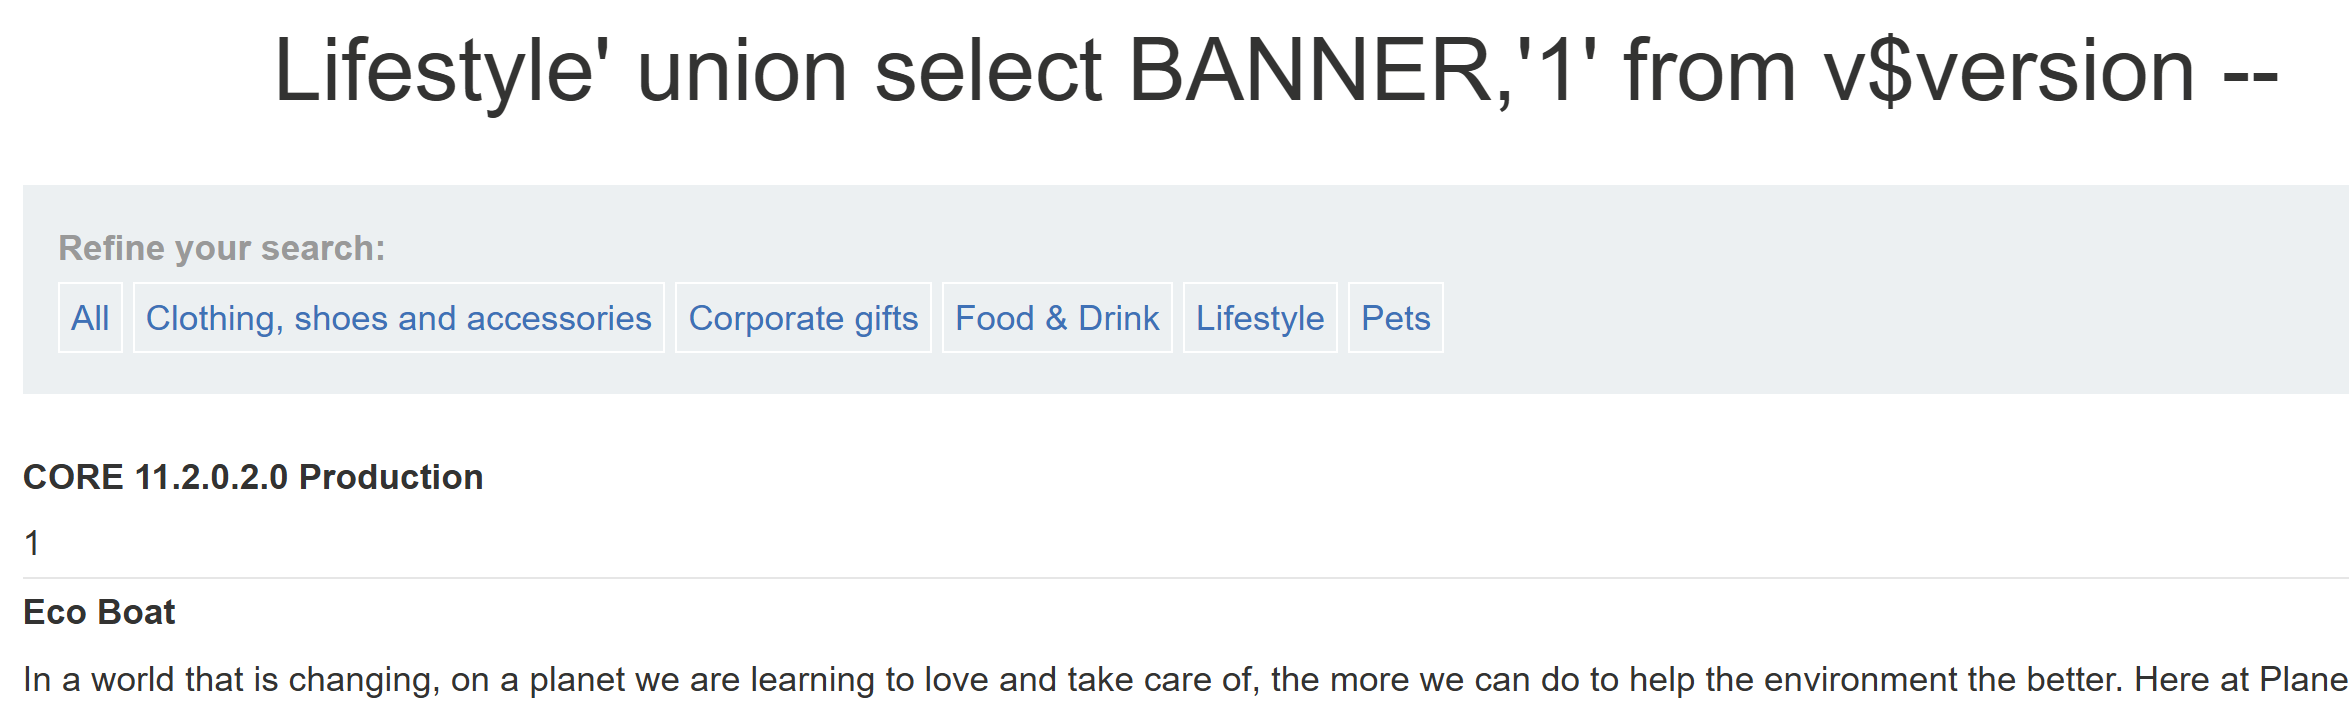 Lifestyle' union select BANNER,'1' from v$version --
Refine your search:
All Clothing, shoes and accessories Corporate gifts Food & Drink Lifestyle Pets
CORE 11.2.0.2.0 Production
1
Eco Boat
In a world that is changing, on a planet we are learning to love and take care of, the more we can do to help the environment the better. Here at Plane